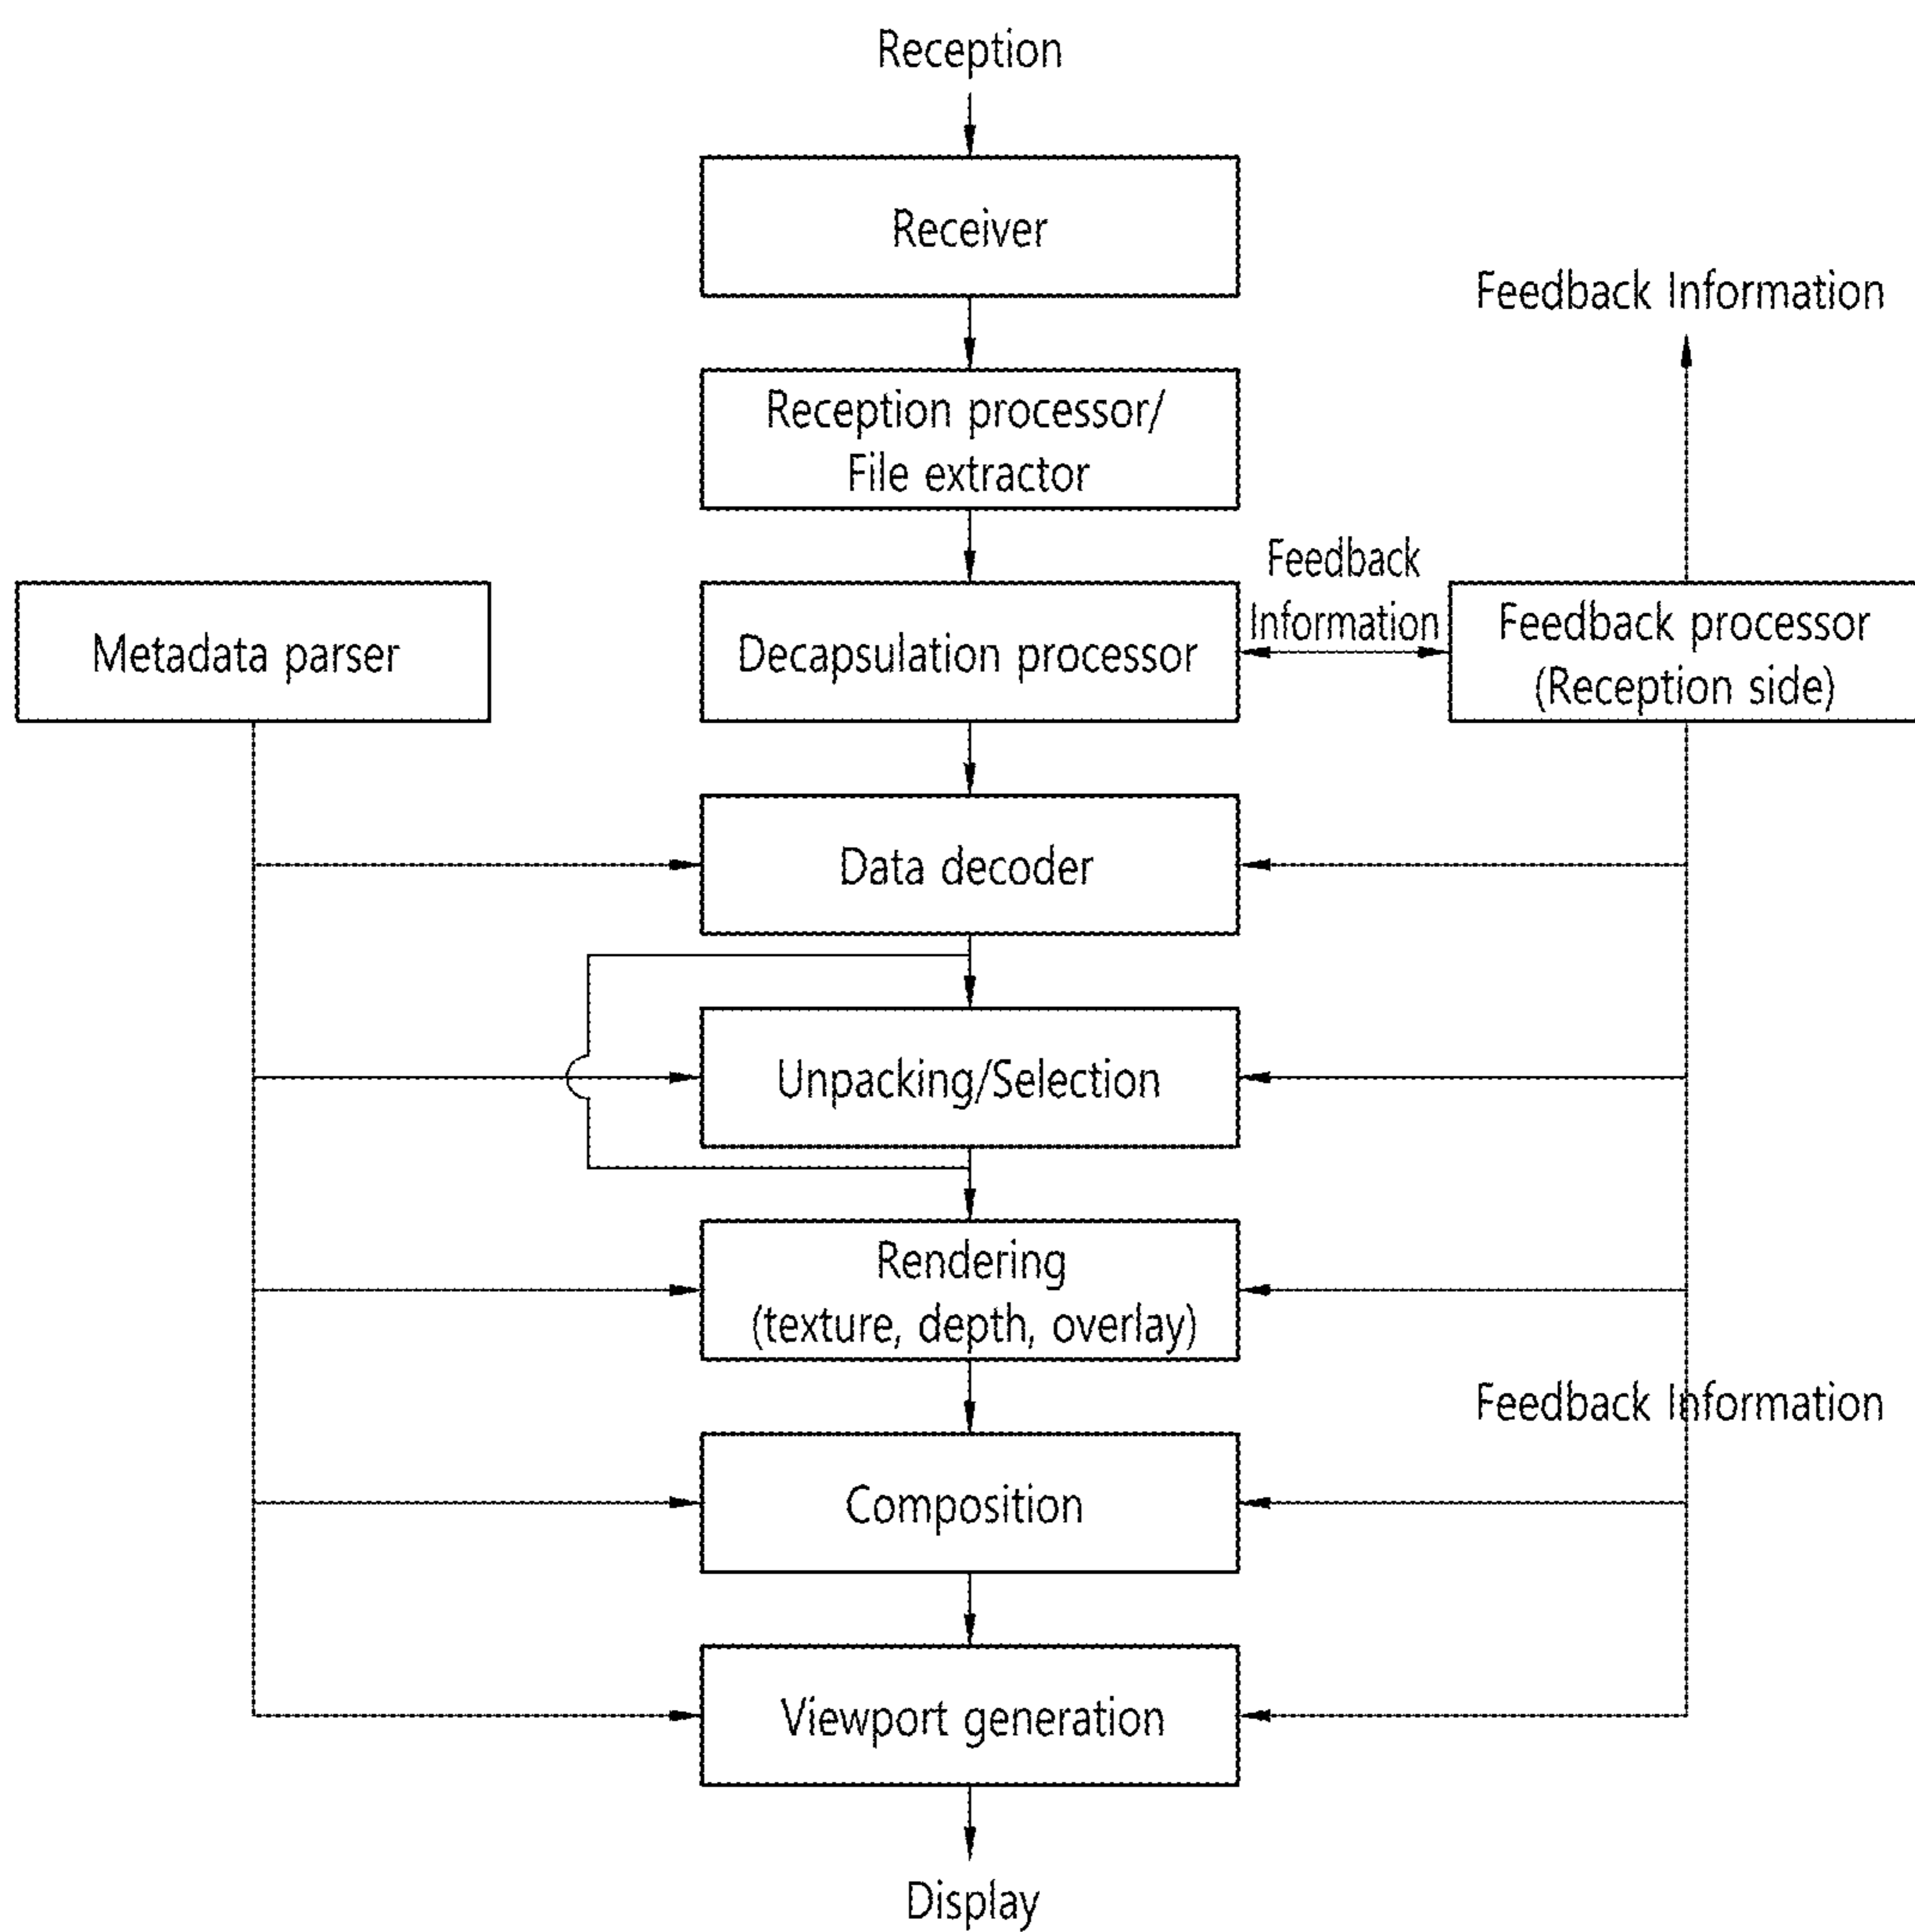 Reception
Receiver
Feedback Information
Reception processor/
File extractor
Metadata parser
Decapsulation processor
Feedback
Information
Feedback processor
(Reception side)
Data decoder
Unpacking/Selection
Rendering
(texture, depth, overlay)
Feedback Information
Composition
Viewport generation
Display